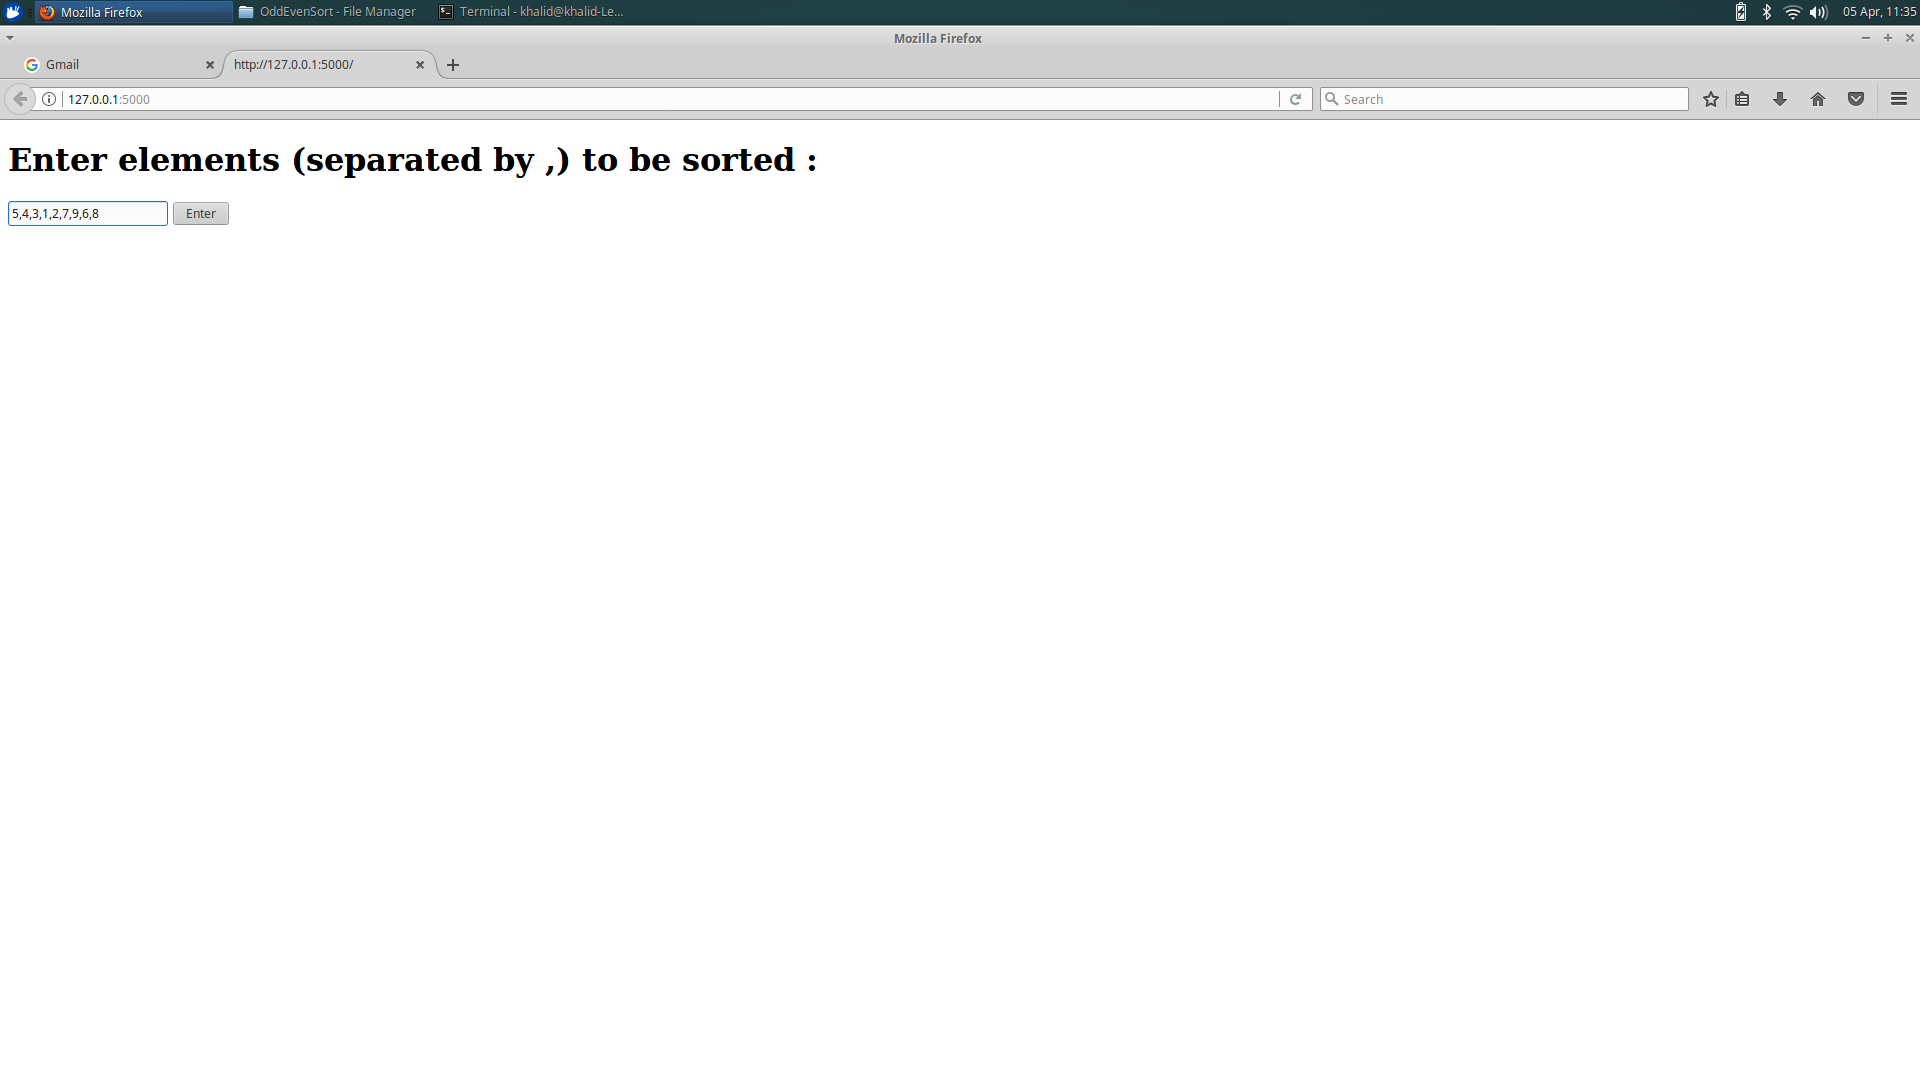 Mozilla Firefox
OddEvenSort - File Manager
Terminal - khalid@khalid-Le...
05 Apr, 11:35
Mozilla Firefox
Gmail
http://127.0.0.1:5000/
127.0.0.1:5000
Search
Enter elements (separated by ,) to be sorted :
5,4,3,1,2,7,9,6,8
Enter